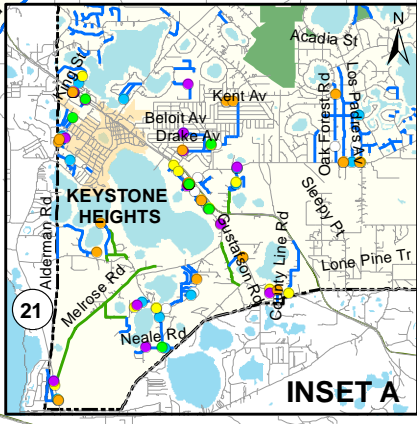 Acadia St
N
King St
Kent Av
Beloit Av
Drake Av
Oak Forest Rd
Los Padres Av
KEYSTONE
HEIGHTS
Sleepy Pt
Alderman Rd
Gustafson Rd
County Line Rd
Lone Pine Tr
Melrose Rd
21
Neale Rd
INSET A